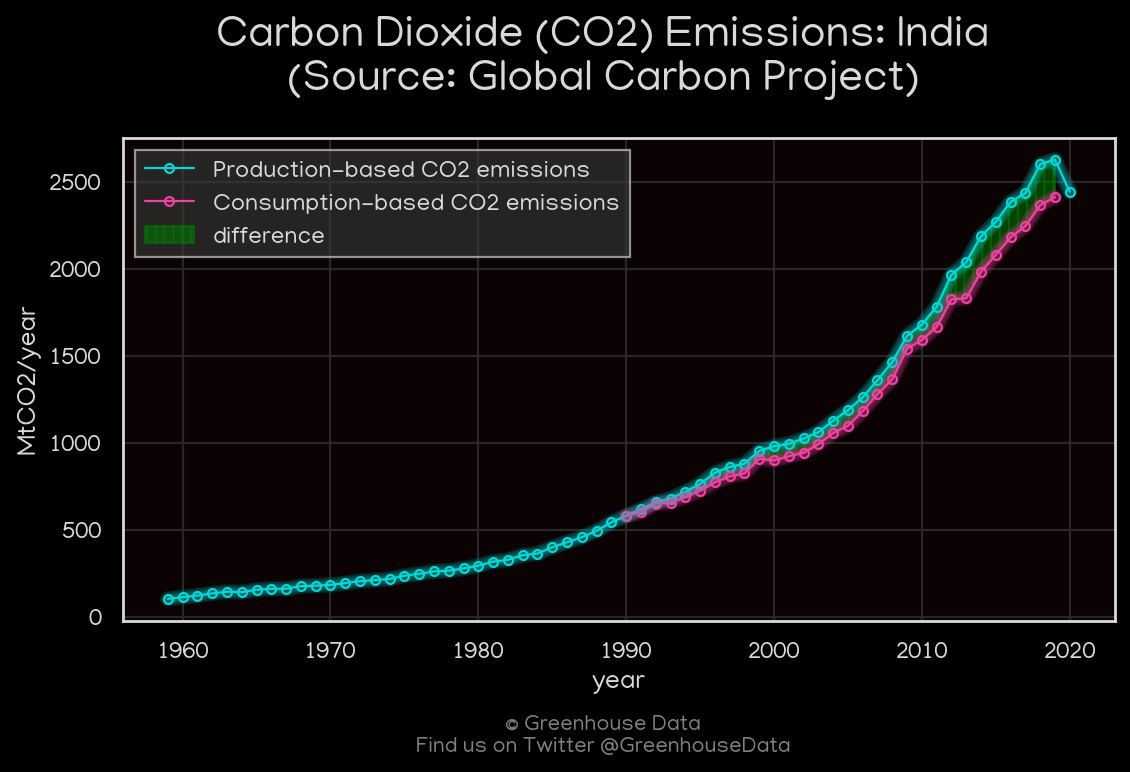 Carbon Dioxide (CO2) Emissions: India
(Source: Global Carbon Project)
Production-based CO2 emissions
Consumption-based CO2 emissions
difference
MtCO2/year
2500
2000
1500
1000
500
0
1960 1970 1980 1990 2000 2010 2020
year
© Greenhouse Data
Find us on Twitter @GreenhouseData